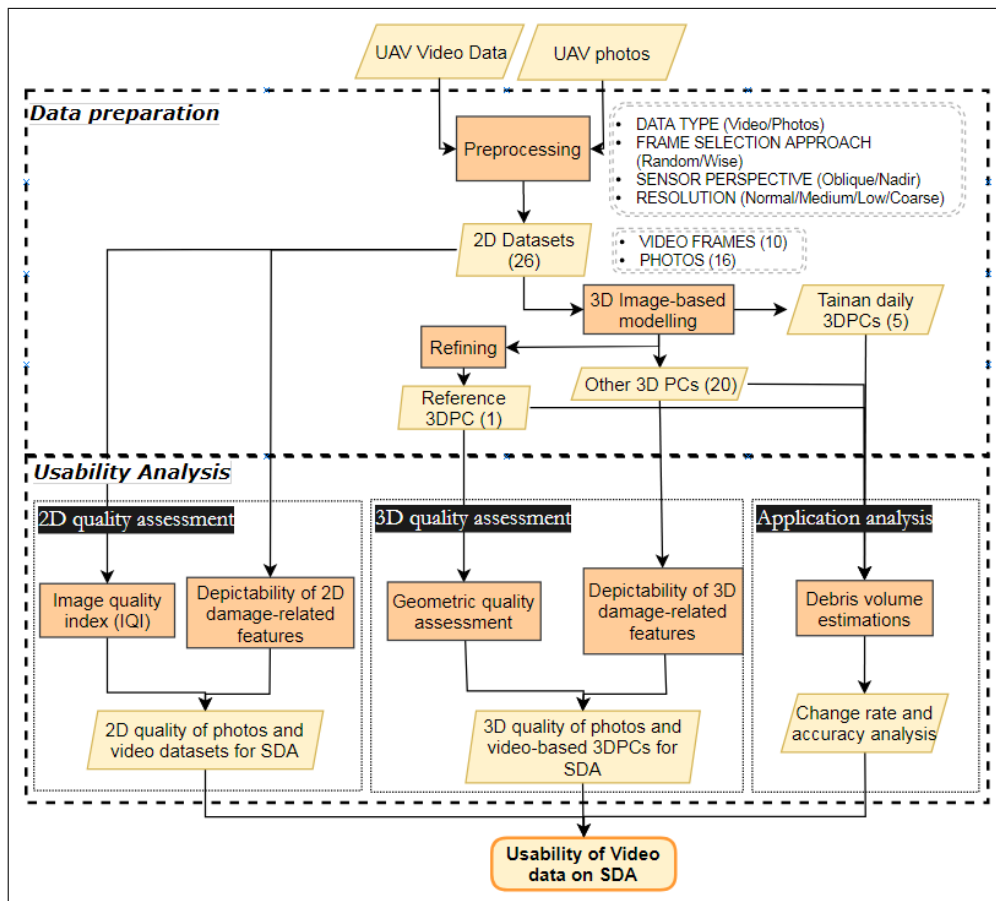 UAV Video Data
UAV photos
Data preparation
Preprocessing
• DATA TYPE (Video/Photos)
• FRAME SELECTION APPROACH
(Random/Wise)
• SENSOR PERSPECTIVE (Oblique/Nadir)
• RESOLUTION (Normal/Medium/Low/Coarse)
2D Datasets
(26)
• VIDEO FRAMES (10)
• PHOTOS (16)
3D Image-based
modelling
Tainan daily
3DPCs (5)
Refining
Reference
3DPC (1)
Other 3D PCs (20)
Usability Analysis
2D quality assessment
3D quality assessment
Application analysis
Image quality
index (IQI)
Depictability of 2D
damage-related
features
Geometric quality
assessment
Depictability of 3D
damage-related
features
Debris volume
estimations
2D quality of photos and
video datasets for SDA
3D quality of photos and
video-based 3DPCs for
SDA
Change rate and
accuracy analysis
Usability of Video
data on SDA